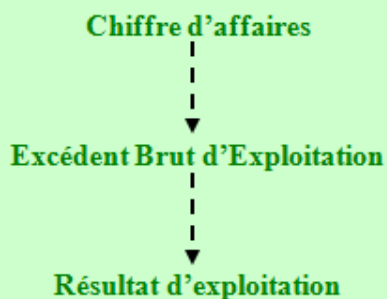 Chiffre d’affaires
Excédent Brut d’Exploitation
Résultat d’exploitation